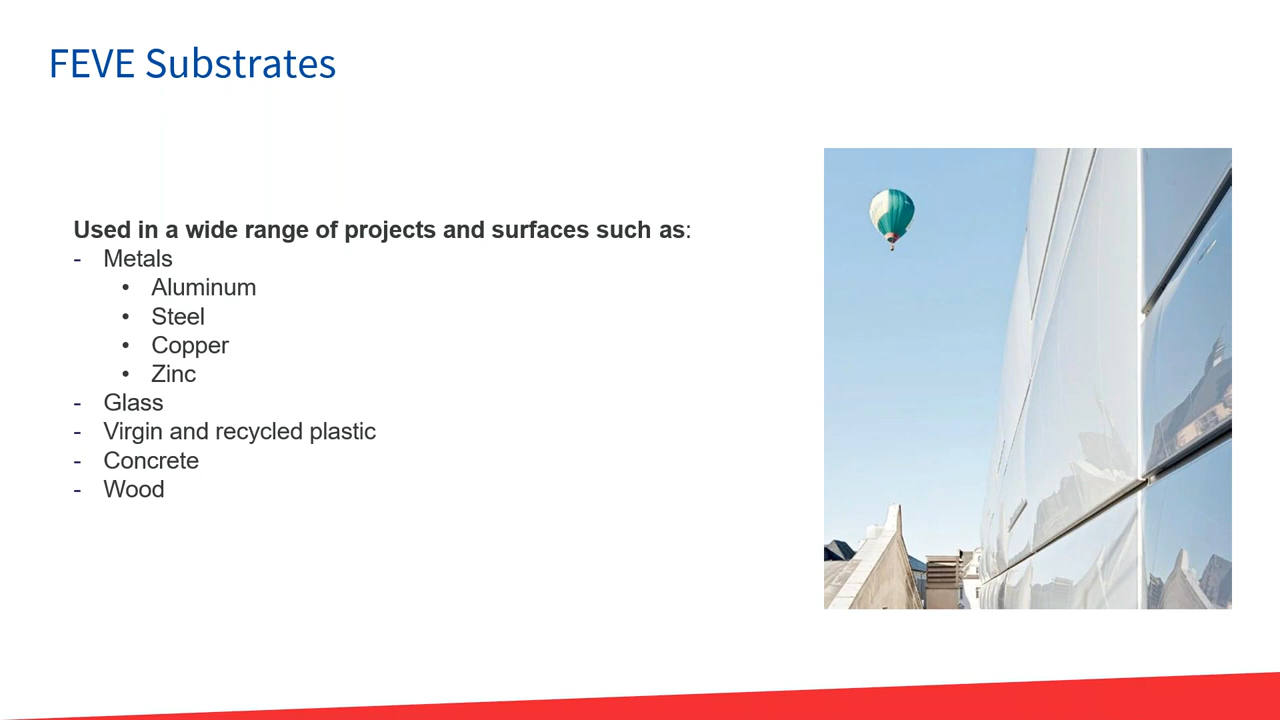 FEVE Substrates
Used in a wide range of projects and surfaces such as:
- Metals
• Aluminum
• Steel
• Copper
• Zinc
- Glass
- Virgin and recycled plastic
- Concrete
- Wood